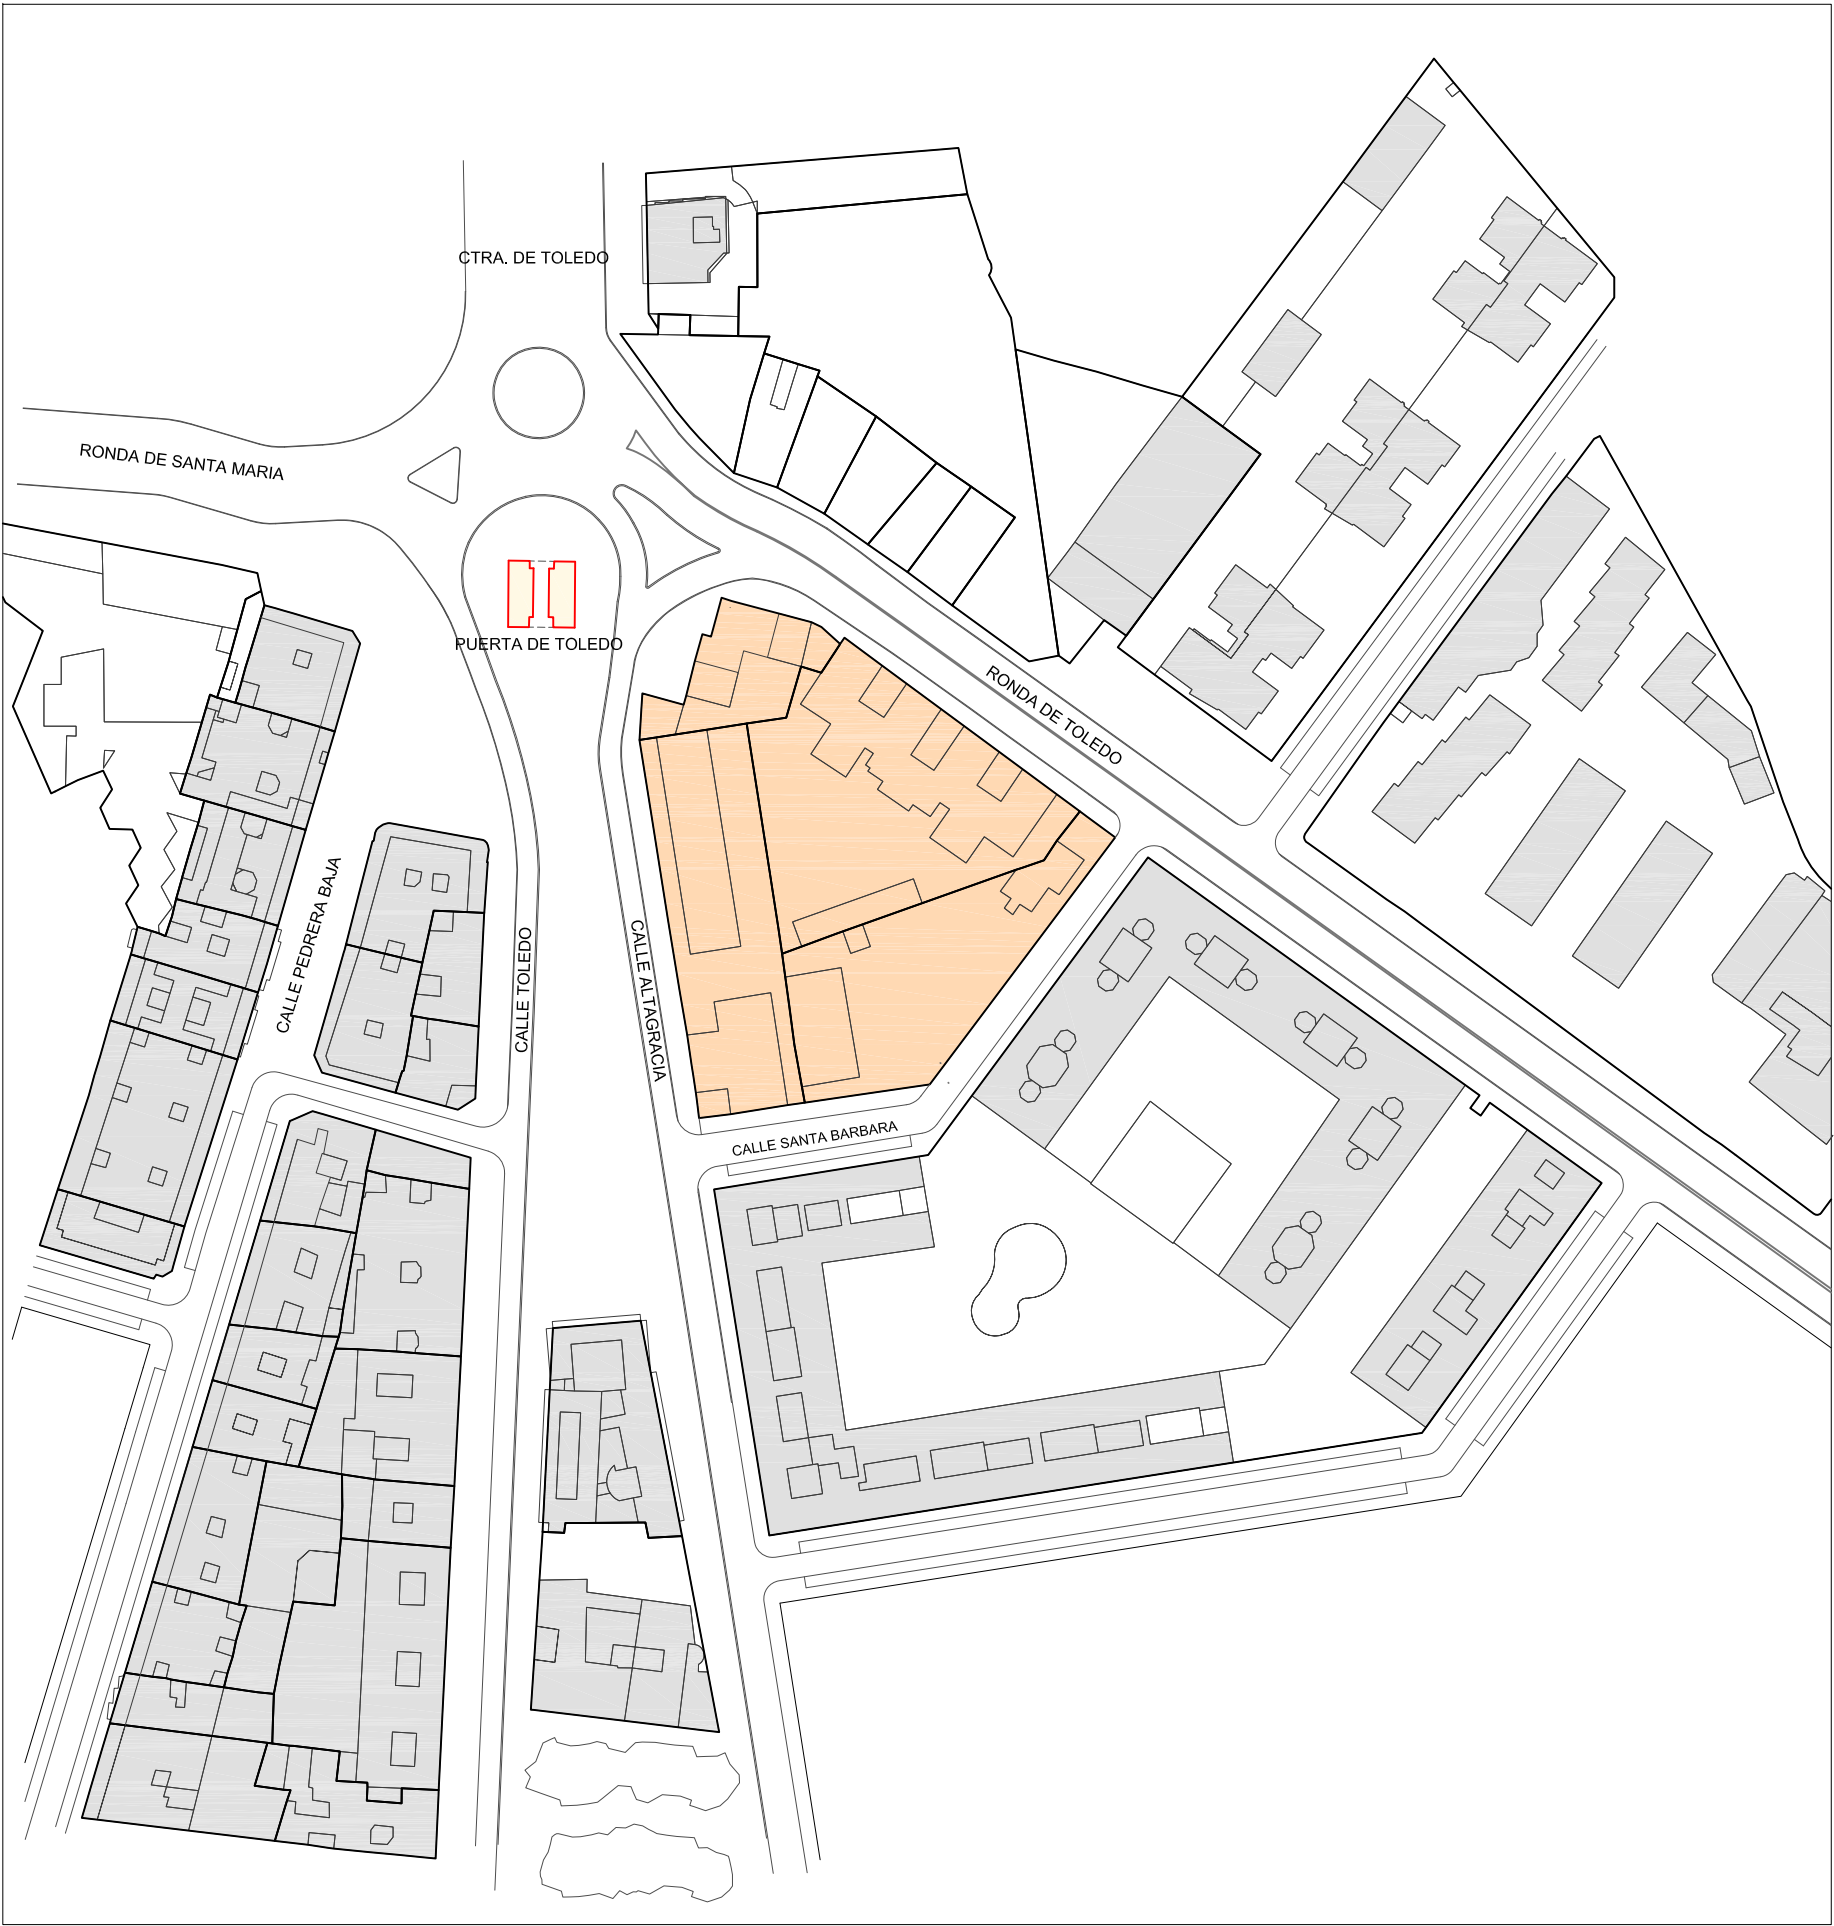 CTRA. DE TOLEDO
RONDA DE SANTA MARIA
PUERTA DE TOLEDO
RONDA DE TOLEDO
CALLE PEDRERA BAJA
CALLE TOLEDO
CALLE ALTAGRACIA
CALLE SANTA BARBARA